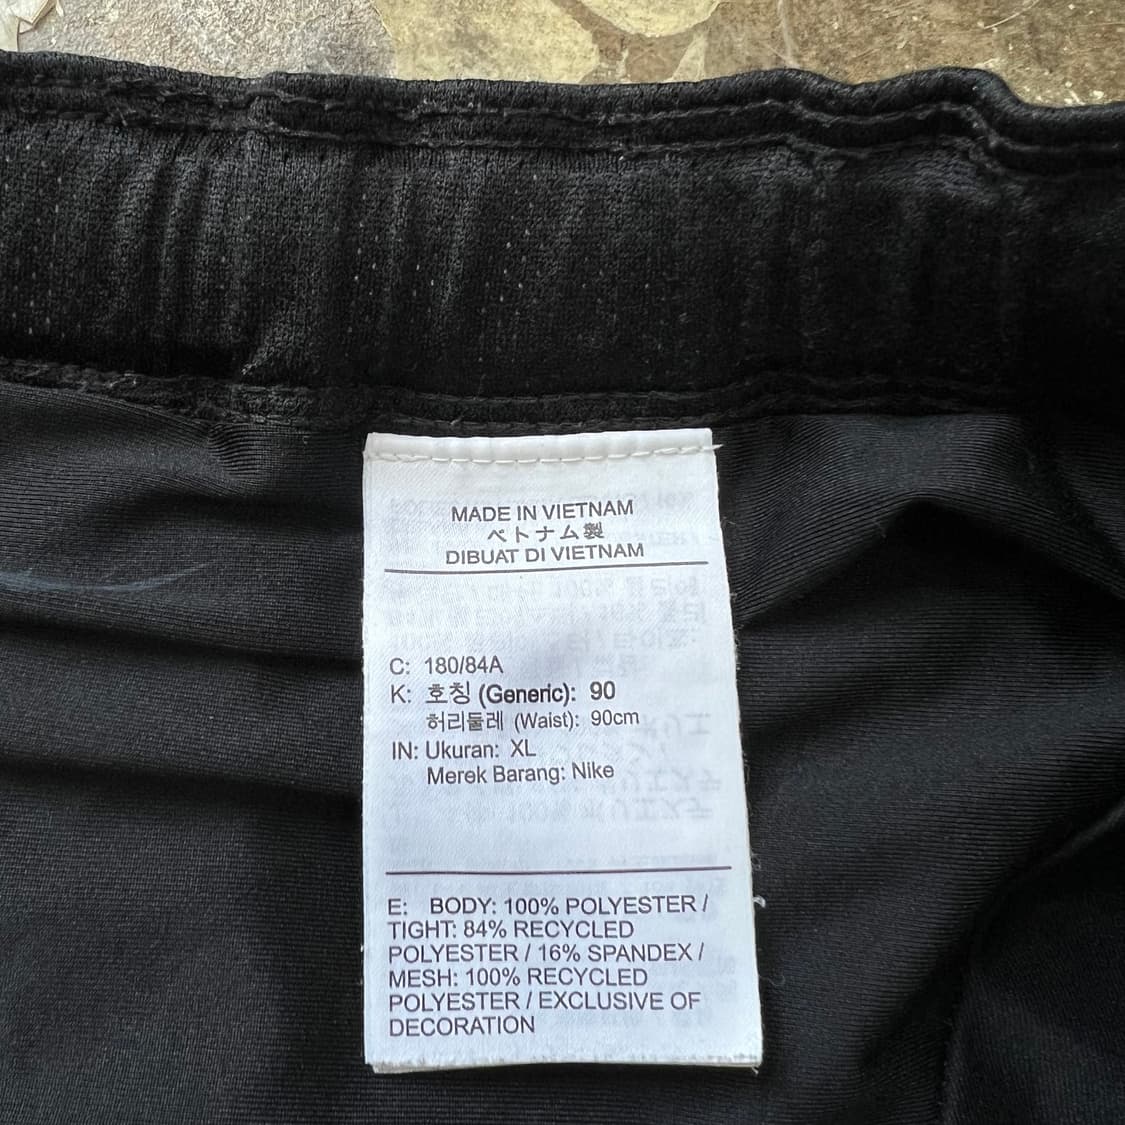 MADE IN VIETNAM
ベトナム製
DIBUAT DI VIETNAM
C: 180/84A
K: 호칭 (Generic): 90
허리둘레 (Waist): 90cm
IN: Ukuran: XL
Merek Barang: Nike
E: BODY: 100% POLYESTER /
TIGHT: 84% RECYCLED
POLYESTER / 16% SPANDEX /
MESH: 100% RECYCLED
POLYESTER / EXCLUSIVE OF
DECORATION